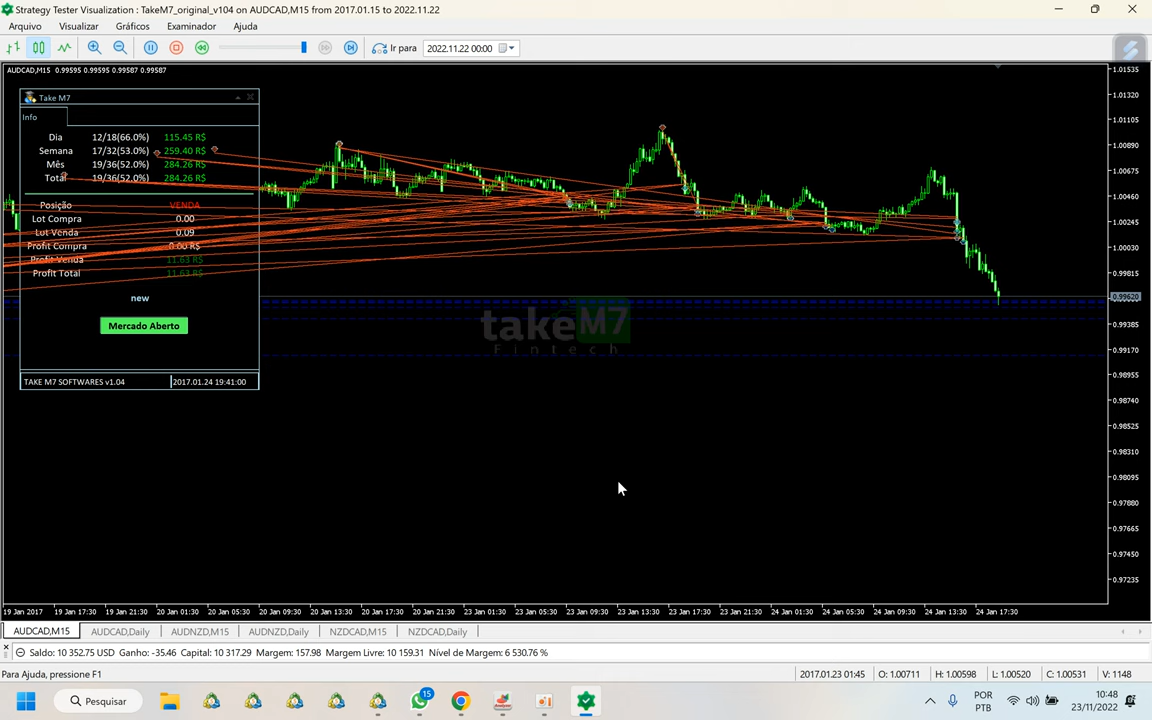 Strategy Tester Visualization : TakeM7_original_v104 on AUDCAD,M15 from 2017.01.15 to 2022.11.22
Arquivo Visualizar Gráficos Examinador Ajuda
Ir para 2022.11.22 00:00
AUDCAD,M15 0.99595 0.99595 0.99587 0.99587
Take M7
Info
Dia 12/18(66.0%) 115.45 R$
Semana 17/32(53.0%) 259.40 R$
Mês 19/36(52.0%) 284.26 R$
Total 19/36(52.0%) 284.26 R$
Posição VENDA
Lot Compra 0.00
Lot Venda 0.09
Profit Compra 0.00 R$
Profit Venda 11.63 R$
Profit Total 11.63 R$
new
Mercado Aberto
TAKE M7 SOFTWARES v1.04 2017.01.24 19:41:00
takeM7
Fintech
1.01535
1.01320
1.01105
1.00890
1.00675
1.00460
1.00245
1.00030
0.99815
0.99620
0.99385
0.99170
0.98955
0.98740
0.98525
0.98310
0.98095
0.97880
0.97665
0.97450
0.97235
19 Jan 2017 19 Jan 17:30 19 Jan 21:30 20 Jan 01:30 20 Jan 05:30 20 Jan 09:30 20 Jan 13:30 20 Jan 17:30 20 Jan 21:30 23 Jan 01:30 23 Jan 05:30 23 Jan 09:30 23 Jan 13:30 23 Jan 17:30 23 Jan 21:30 24 Jan 01:30 24 Jan 05:30 24 Jan 09:30 24 Jan 13:30 24 Jan 17:30
AUDCAD,M15 AUDCAD,Daily AUDNZD,M15 AUDNZD,Daily NZDCAD,M15 NZDCAD,Daily
Saldo: 10 352.75 USD Ganho: -35.46 Capital: 10 317.29 Margem: 157.98 Margem Livre: 10 159.31 Nível de Margem: 6 530.76 %
Para Ajuda, pressione F1 2017.01.23 01:45 O: 1.00711 H: 1.00598 L: 1.00520 C: 1.00531 V: 1148
Pesquisar 15 POR 10:48
PTB 23/11/2022